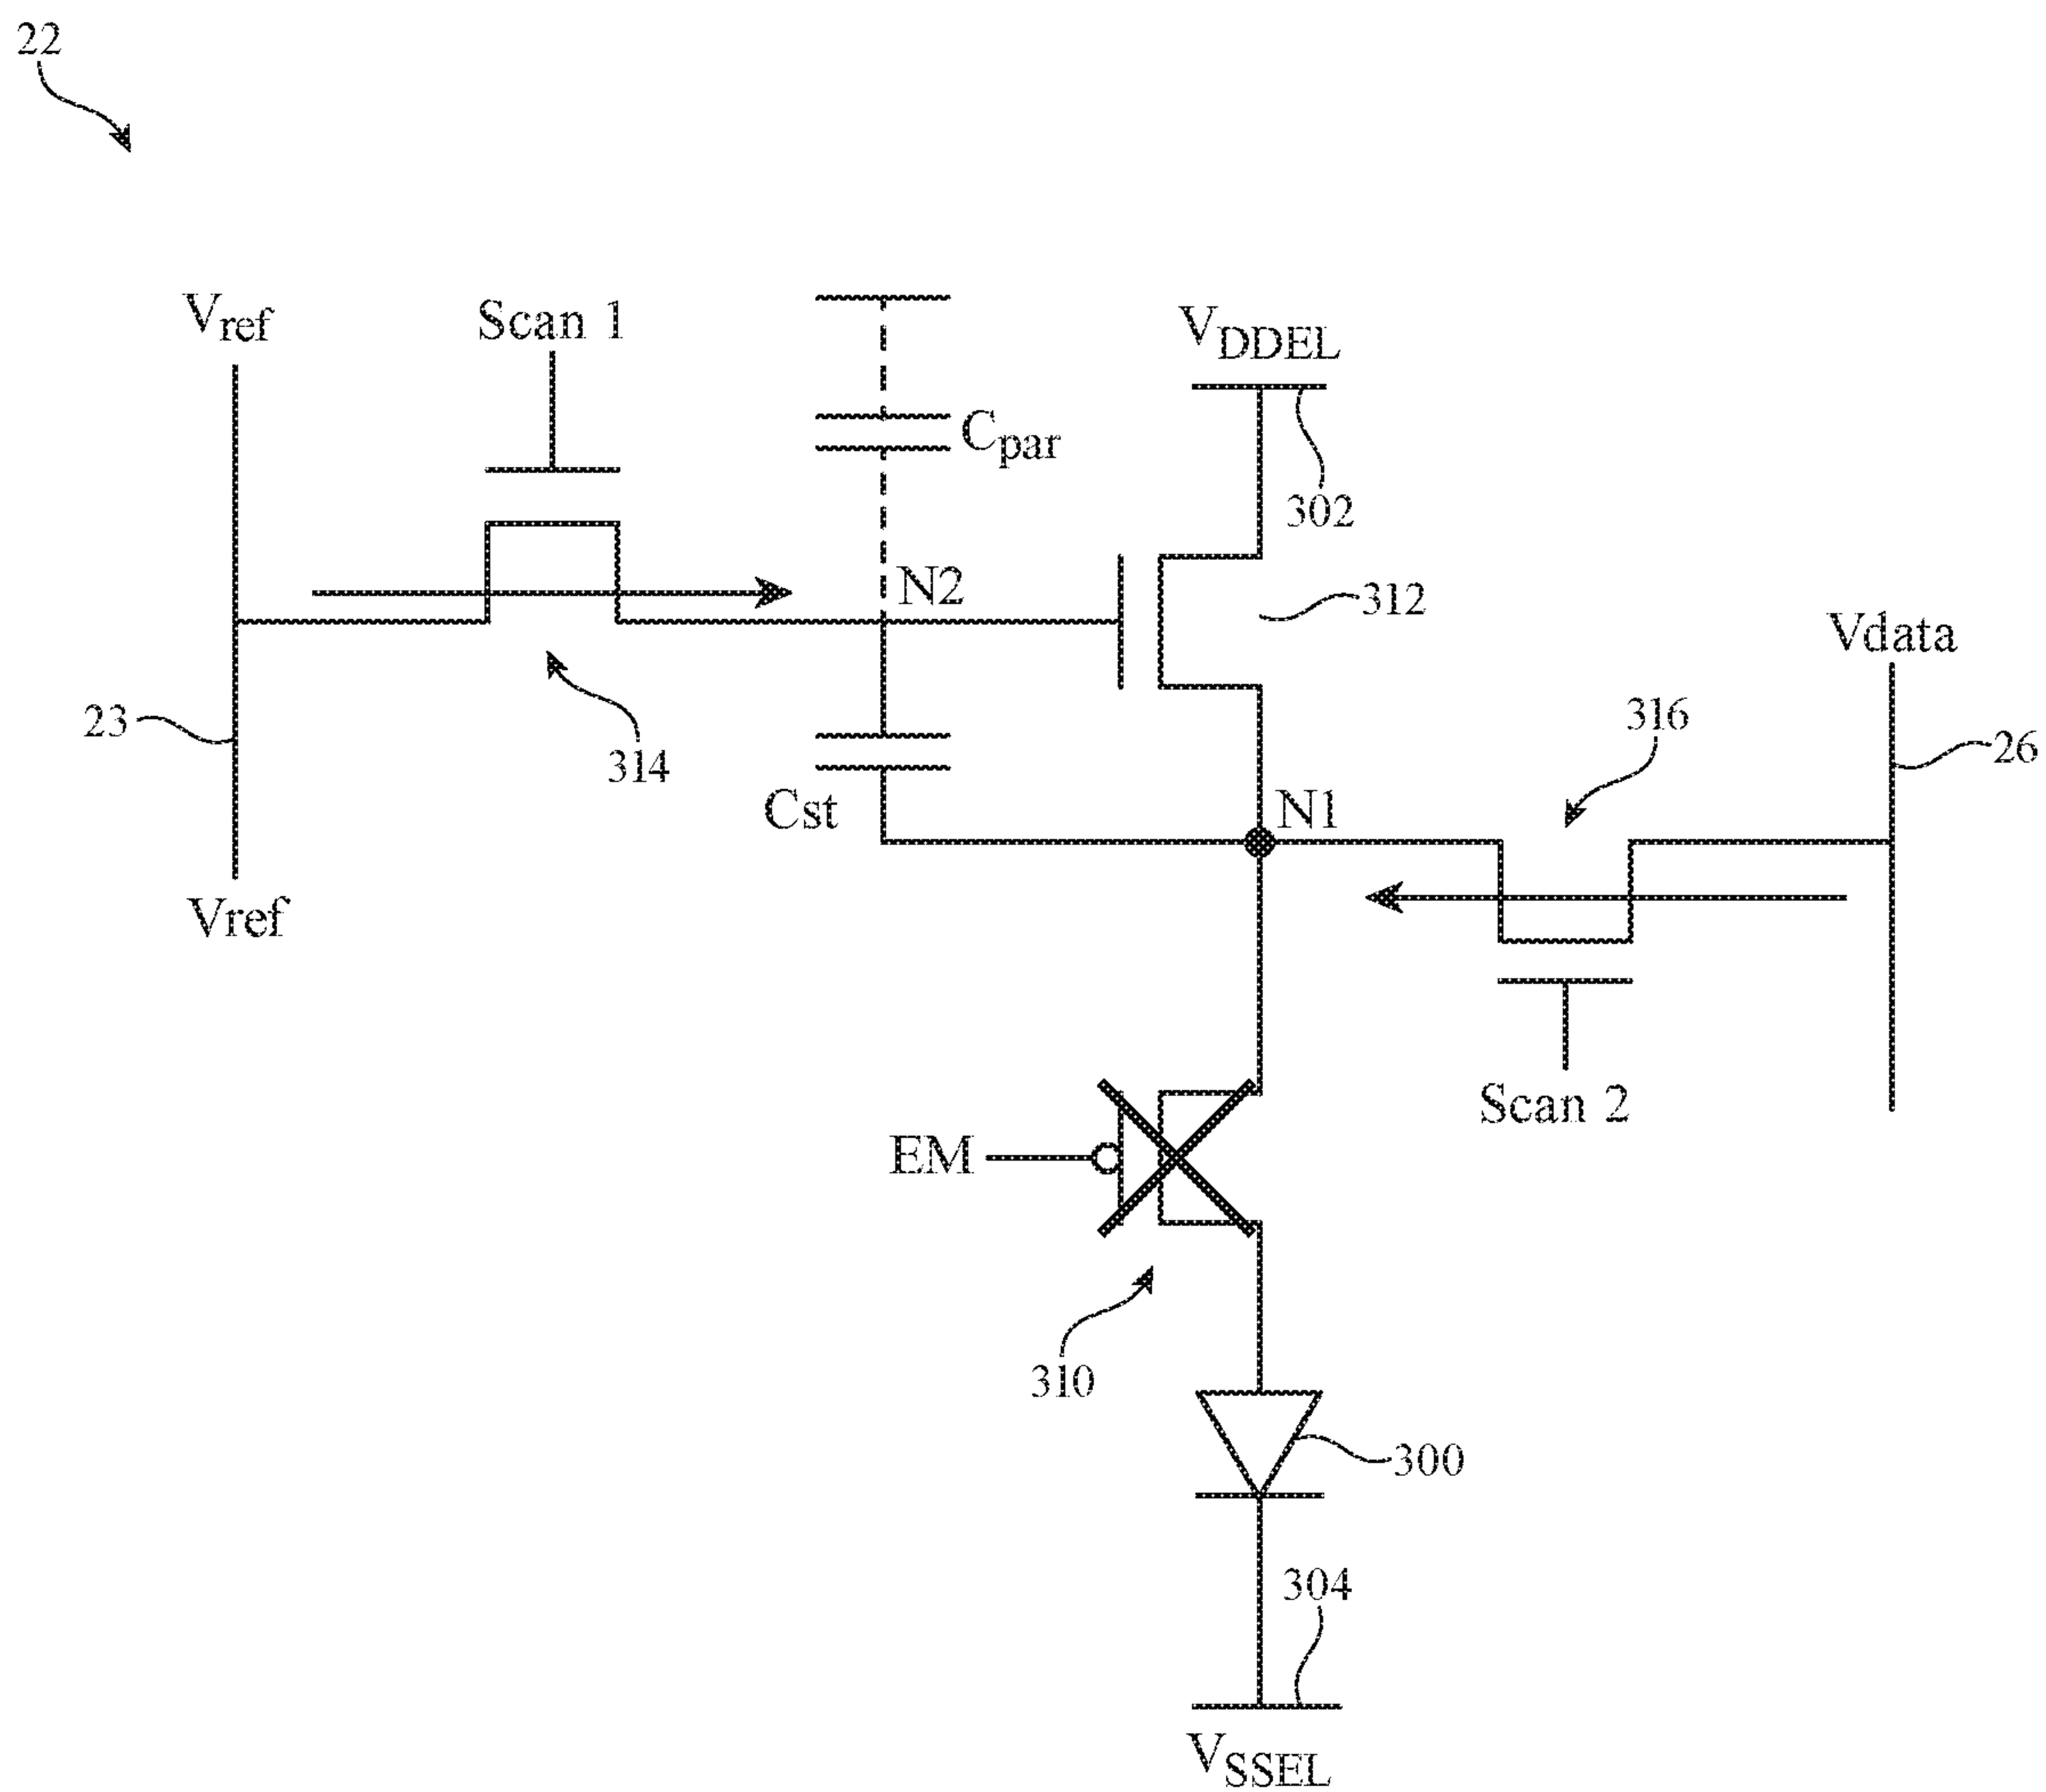 22
Vref
Scan 1
VDDEL
Cpar
302
N2
312
Vdata
23
314
316
26
Cst
N1
Vref
Scan 2
EM
310
300
304
VSSEL